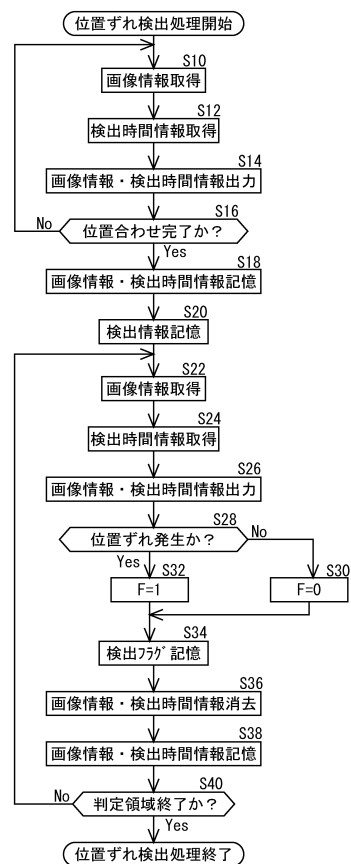 位置ずれ検出処理開始
S10
画像情報取得
S12
検出時間情報取得
S14
画像情報・検出時間情報出力
S16
No
位置合わせ完了か？
Yes
S18
画像情報・検出時間情報記憶
S20
検出情報記憶
S22
画像情報取得
S24
検出時間情報取得
S26
画像情報・検出時間情報出力
S28
位置ずれ発生か？
No
Yes
S32
S30
F=1
F=0
S34
検出ﾌﾗｸﾞ記憶
S36
画像情報・検出時間情報消去
S38
画像情報・検出時間情報記憶
S40
No
判定領域終了か？
Yes
位置ずれ検出処理終了